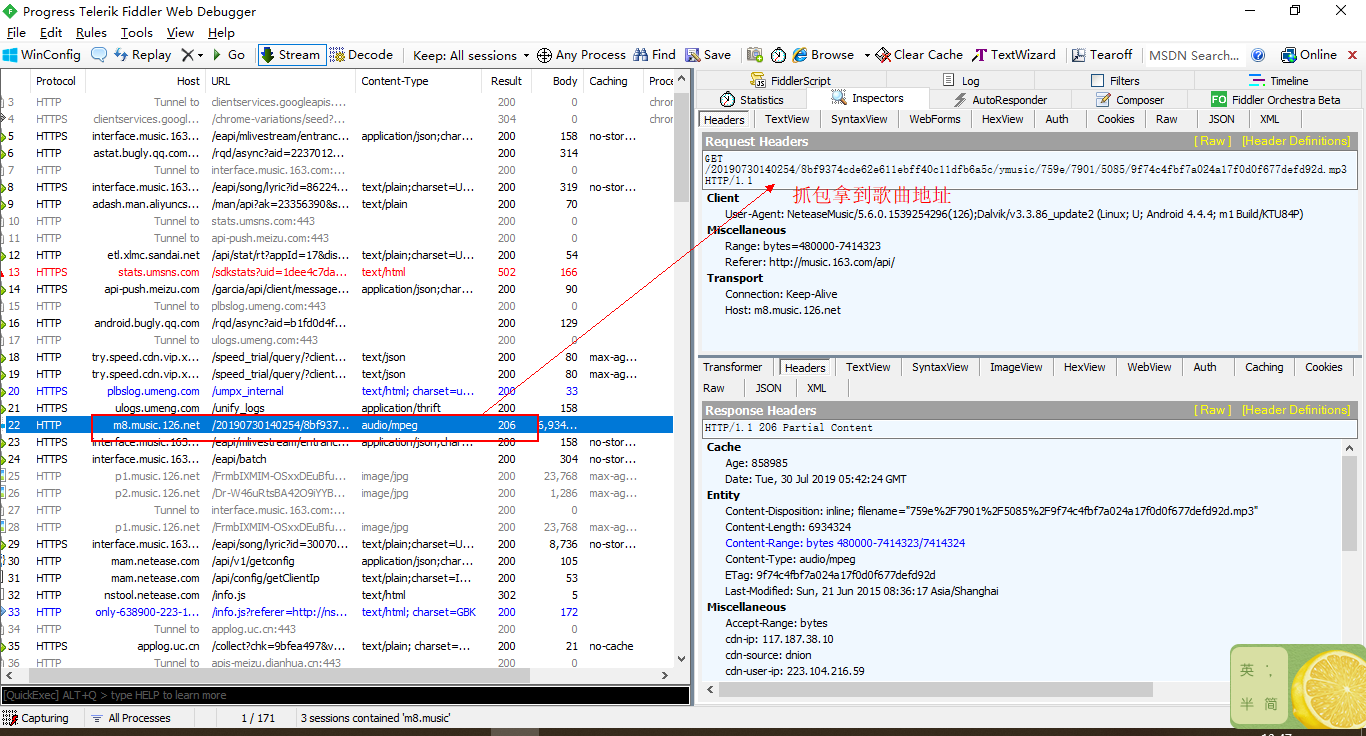 Progress Telerik Fiddler Web Debugger
File Edit Rules Tools View Help
WinConfig Replay Go Stream Decode Keep: All sessions Any Process Find Save Browse Clear Cache TextWizard Tearoff MSDN Search... Online
Protocol Host URL Content-Type Result Body Caching Proce
3 HTTP Tunnel to clientservices.googleapis.... 200 0 chron
4 HTTPS clientservices.googl... /chrome-variations/seed?... 304 0 chron
5 HTTPS interface.music.163... /eapi/mlivestream/entranc... application/json;char... 200 158 no-stor...
6 HTTP astat.bugly.qq.com... /rqd/async?aid=2237012... 200 314
7 HTTP Tunnel to interface.music.163.com:... 200 0
8 HTTPS interface.music.163... /eapi/song/lyric?id=86224... text/plain;charset=U... 200 319 no-stor...
9 HTTP adash.man.aliyuncs... /man/api?ak=23356390&s... text/plain 200 70
10 HTTP Tunnel to stats.umsns.com:443 200 0
11 HTTP Tunnel to api-push.meizu.com:443 200 0
12 HTTP etl.xlmc.sandai.net /api/stat/rt?appId=17&dis... text/plain;charset=U... 200 54
13 HTTPS stats.umsns.com /sdkstats?uid=1dee4c7da... text/html 502 166
14 HTTPS api-push.meizu.com /garcia/api/client/message... application/json;char... 200 90
15 HTTP Tunnel to plbslog.umeng.com:443 200 0
16 HTTP android.bugly.qq.com /rqd/async?aid=b1fd0d4f... 200 129
17 HTTP Tunnel to ulogs.umeng.com:443 200 0
18 HTTP try.speed.cdn.vip.x... /speed_trial/query/?client... text/json 200 80 max-ag...
19 HTTP try.speed.cdn.vip.x... /speed_trial/query/?client... text/json 200 80 max-ag...
20 HTTPS plbslog.umeng.com /umpx_internal text/html; charset=u... 200 33
21 HTTPS ulogs.umeng.com /unify_logs application/thrift 200 158
22 HTTP m8.music.126.net /20190730140254/8bf937... audio/mpeg 206 6,934...
23 HTTPS interface.music.163... /eapi/mlivestream/entranc... application/json;char... 200 158 no-stor...
24 HTTPS interface.music.163... /eapi/batch 200 304 no-stor...
25 HTTP p1.music.126.net /FrmbIXMIM-OSxxDEuBfu... image/jpg 200 23,768 max-ag...
26 HTTP p2.music.126.net /Dr-W46uRtsBA42O9iYYB... image/jpg 200 1,286 max-ag...
27 HTTP Tunnel to interface.music.163.com:... 200 0
28 HTTP p1.music.126.net /FrmbIXMIM-OSxxDEuBfu... image/jpg 200 23,768 max-ag...
29 HTTPS interface.music.163... /eapi/song/lyric?id=30070... text/plain;charset=U... 200 8,736 no-stor...
30 HTTP mam.netease.com /api/v1/getconfig application/json;char... 200 105
31 HTTP mam.netease.com /api/config/getClientIp text/plain;charset=I... 200 53
32 HTTP nstool.netease.com /info.js text/html 302 5
33 HTTP only-638900-223-1... /info.js?referer=http://ns... text/html; charset=GBK 200 172
34 HTTP Tunnel to applog.uc.cn:443 200 0
35 HTTPS applog.uc.cn /collect?chk=9bfea497&v... text/plain; charset=... 200 21 no-cache
36 HTTP Tunnel to apis-meizu.dianhua.cn:443 200 0
[QuickExec] ALT+Q > type HELP to learn more
Capturing All Processes 1 / 171 3 sessions contained 'm8.music'
FiddlerScript Log Filters Timeline
Statistics Inspectors AutoResponder Composer FO Fiddler Orchestra Beta
Headers TextView SyntaxView WebForms HexView Auth Cookies Raw JSON XML
Request Headers [ Raw ] [Header Definitions]
GET
/20190730140254/8bf9374cde62e611ebff40c11dfb6a5c/ymusic/759e/7901/5085/9f74c4fbf7a024a17f0d0f677defd92d.mp3
HTTP/1.1
抓包拿到歌曲地址
Client
User-Agent: NeteaseMusic/5.6.0.1539254296(126);Dalvik/v3.3.86_update2 (Linux; U; Android 4.4.4; m1 Build/KTU84P)
Miscellaneous
Range: bytes=480000-7414323
Referer: http://music.163.com/api/
Transport
Connection: Keep-Alive
Host: m8.music.126.net
Transformer Headers TextView SyntaxView ImageView HexView WebView Auth Caching Cookies
Raw JSON XML
Response Headers [ Raw ] [Header Definitions]
HTTP/1.1 206 Partial Content
Cache
Age: 858985
Date: Tue, 30 Jul 2019 05:42:24 GMT
Entity
Content-Disposition: inline; filename="759e%2F7901%2F5085%2F9f74c4fbf7a024a17f0d0f677defd92d.mp3"
Content-Length: 6934324
Content-Range: bytes 480000-7414323/7414324
Content-Type: audio/mpeg
ETag: 9f74c4fbf7a024a17f0d0f677defd92d
Last-Modified: Sun, 21 Jun 2015 08:36:17 Asia/Shanghai
Miscellaneous
Accept-Range: bytes
cdn-ip: 117.187.38.10
cdn-source: dnion
cdn-user-ip: 223.104.216.59
英 ·,
半 简